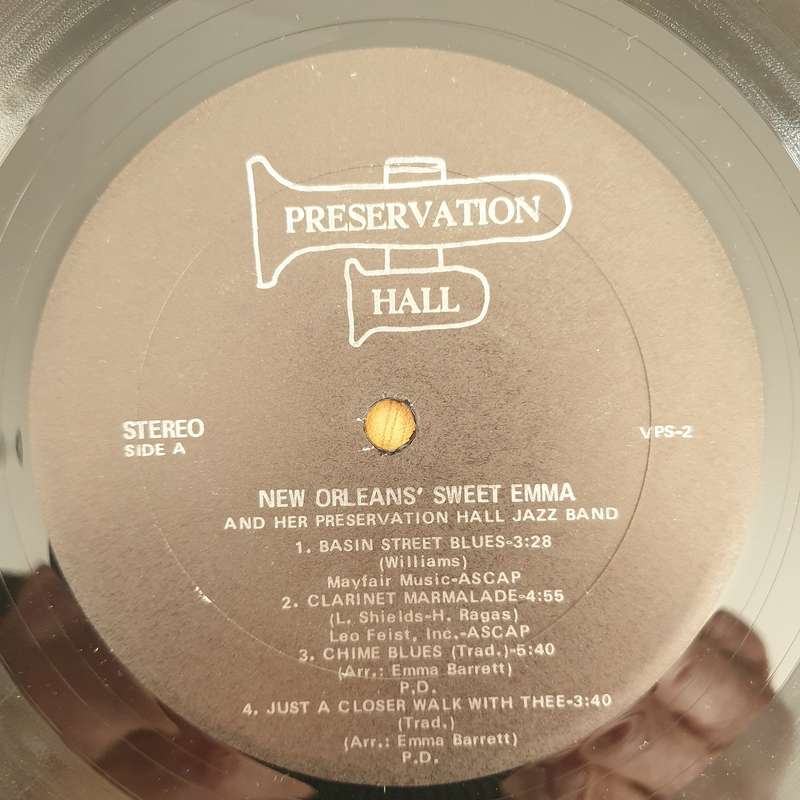 PRESERVATION
HALL
STEREO
SIDE A
VPS-2
NEW ORLEANS' SWEET EMMA
AND HER PRESERVATION HALL JAZZ BAND
1. BASIN STREET BLUES-3:28
(Williams)
Mayfair Music-ASCAP
2. CLARINET MARMALADE-4:55
(L. Shields-H. Ragas)
Leo Feist, Inc.-ASCAP
3. CHIME BLUES (Trad.)-5:40
(Arr.: Emma Barrett)
P.D.
4. JUST A CLOSER WALK WITH THEE-3:40
(Trad.)
(Arr.: Emma Barrett)
P.D.